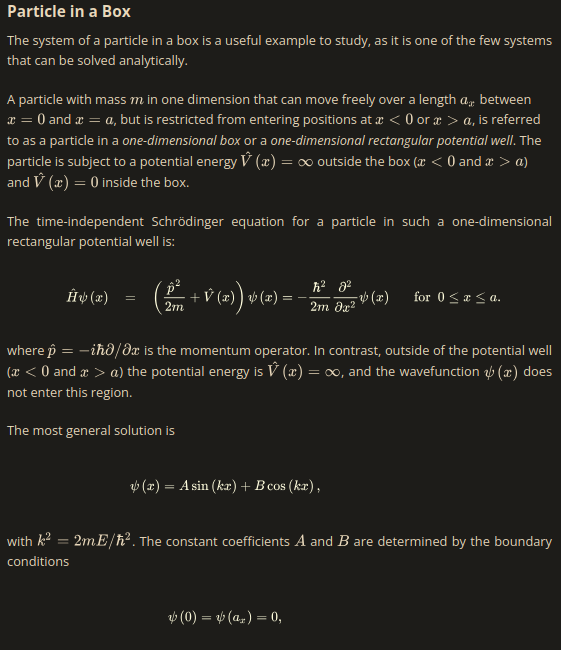 Particle in a Box
The system of a particle in a box is a useful example to study, as it is one of the few systems
that can be solved analytically.
A particle with mass m in one dimension that can move freely over a length aₓ between
x = 0 and x = a, but is restricted from entering positions at x < 0 or x > a, is referred
to as a particle in a one-dimensional box or a one-dimensional rectangular potential well. The
particle is subject to a potential energy V̂ (x) = ∞ outside the box (x < 0 and x > a)
and V̂ (x) = 0 inside the box.
The time-independent Schrödinger equation for a particle in such a one-dimensional
rectangular potential well is:
Ĥψ (x) = (p̂²/2m + V̂ (x)) ψ (x) = −ħ²/2m ∂²/∂x² ψ (x) for 0 ≤ x ≤ a.
where p̂ = −iħ∂/∂x is the momentum operator. In contrast, outside of the potential well
(x < 0 and x > a) the potential energy is V̂ (x) = ∞, and the wavefunction ψ (x) does
not enter this region.
The most general solution is
ψ (x) = A sin (kx) + B cos (kx) ,
with k² = 2mE/ħ². The constant coefficients A and B are determined by the boundary
conditions
ψ (0) = ψ (aₓ) = 0,